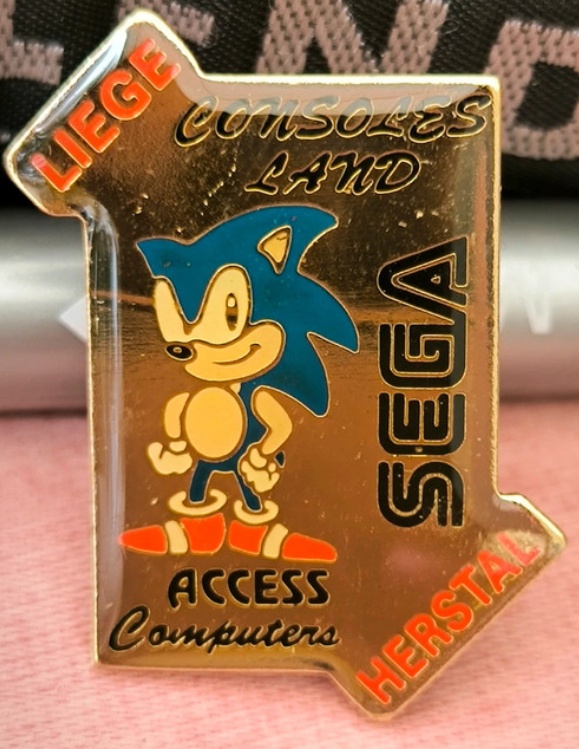 LIEGE
CONSOLES
LAND
SEGA
ACCESS
Computers
HERSTAL